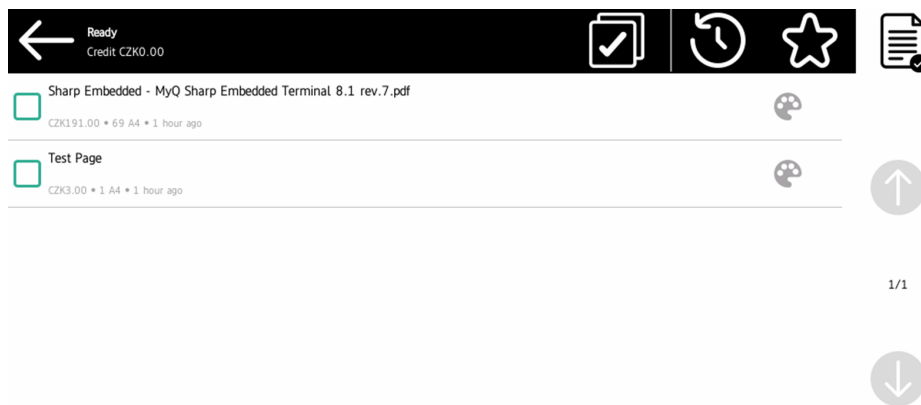 Ready
Credit CZK0.00
Sharp Embedded - MyQ Sharp Embedded Terminal 8.1 rev.7.pdf
CZK191.00 • 69 A4 • 1 hour ago
Test Page
CZK3.00 • 1 A4 • 1 hour ago
1/1